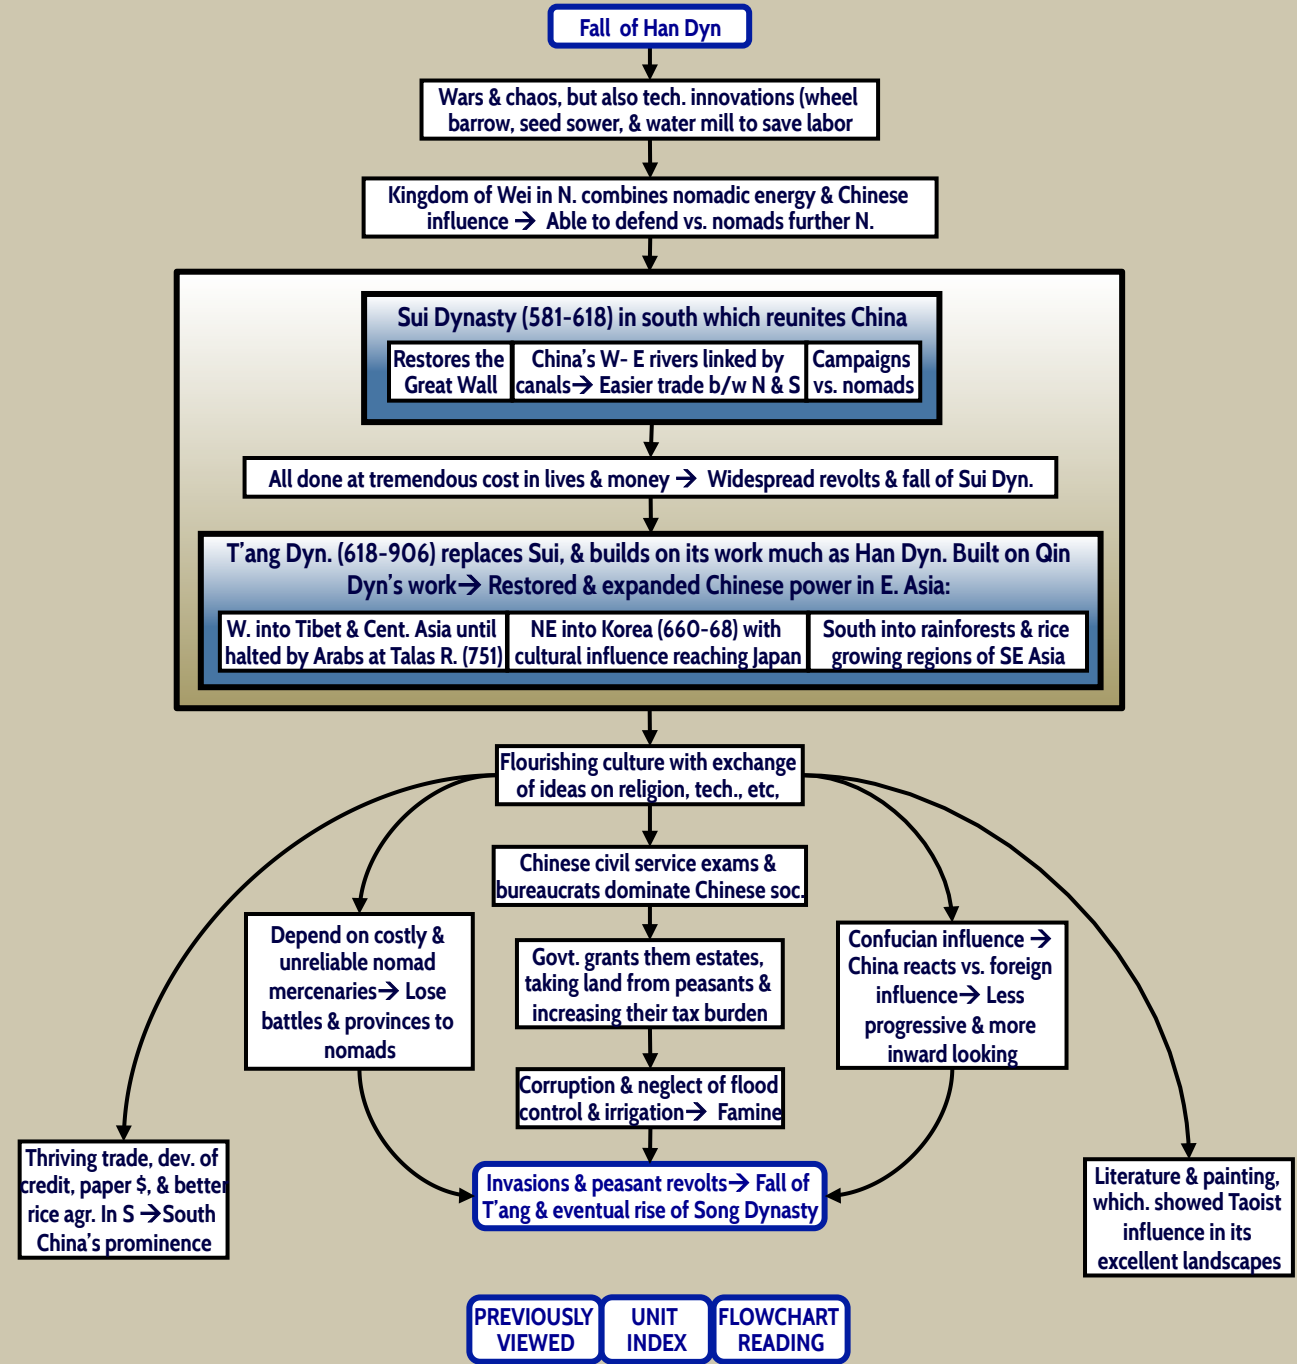 Fall of Han Dyn
Wars & chaos, but also tech. innovations (wheel
barrow, seed sower, & water mill to save labor
Kingdom of Wei in N. combines nomadic energy & Chinese
influence → Able to defend vs. nomads further N.
Sui Dynasty (581-618) in south which reunites China
Restores the
Great Wall
China's W- E rivers linked by
canals→ Easier trade b/w N & S
Campaigns
vs. nomads
All done at tremendous cost in lives & money → Widespread revolts & fall of Sui Dyn.
T'ang Dyn. (618-906) replaces Sui, & builds on its work much as Han Dyn. Built on Qin
Dyn's work→ Restored & expanded Chinese power in E. Asia:
W. into Tibet & Cent. Asia until
halted by Arabs at Talas R. (751)
NE into Korea (660-68) with
cultural influence reaching Japan
South into rainforests & rice
growing regions of SE Asia
Flourishing culture with exchange
of ideas on religion, tech., etc,
Chinese civil service exams &
bureaucrats dominate Chinese soc.
Depend on costly &
unreliable nomad
mercenaries→ Lose
battles & provinces to
nomads
Govt. grants them estates,
taking land from peasants &
increasing their tax burden
Confucian influence →
China reacts vs. foreign
influence→ Less
progressive & more
inward looking
Corruption & neglect of flood
control & irrigation→ Famine
Thriving trade, dev. of
credit, paper $, & better
rice agr. In S →South
China's prominence
Invasions & peasant revolts→ Fall of
T'ang & eventual rise of Song Dynasty
Literature & painting,
which. showed Taoist
influence in its
excellent landscapes
PREVIOUSLY
VIEWED
UNIT
INDEX
FLOWCHART
READING